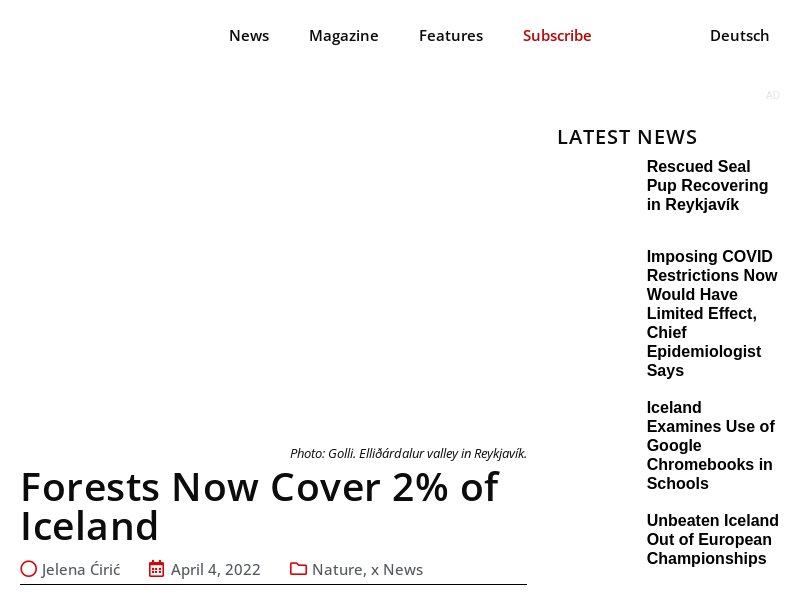 News Magazine Features Subscribe Deutsch
AD
LATEST NEWS
Rescued Seal
Pup Recovering
in Reykjavík
Imposing COVID
Restrictions Now
Would Have
Limited Effect,
Chief
Epidemiologist
Says
Iceland
Examines Use of
Google
Chromebooks in
Schools
Unbeaten Iceland
Out of European
Championships
Photo: Golli. Elliðárdalur valley in Reykjavík.
Forests Now Cover 2% of
Iceland
Jelena Ćirić April 4, 2022 Nature, x News